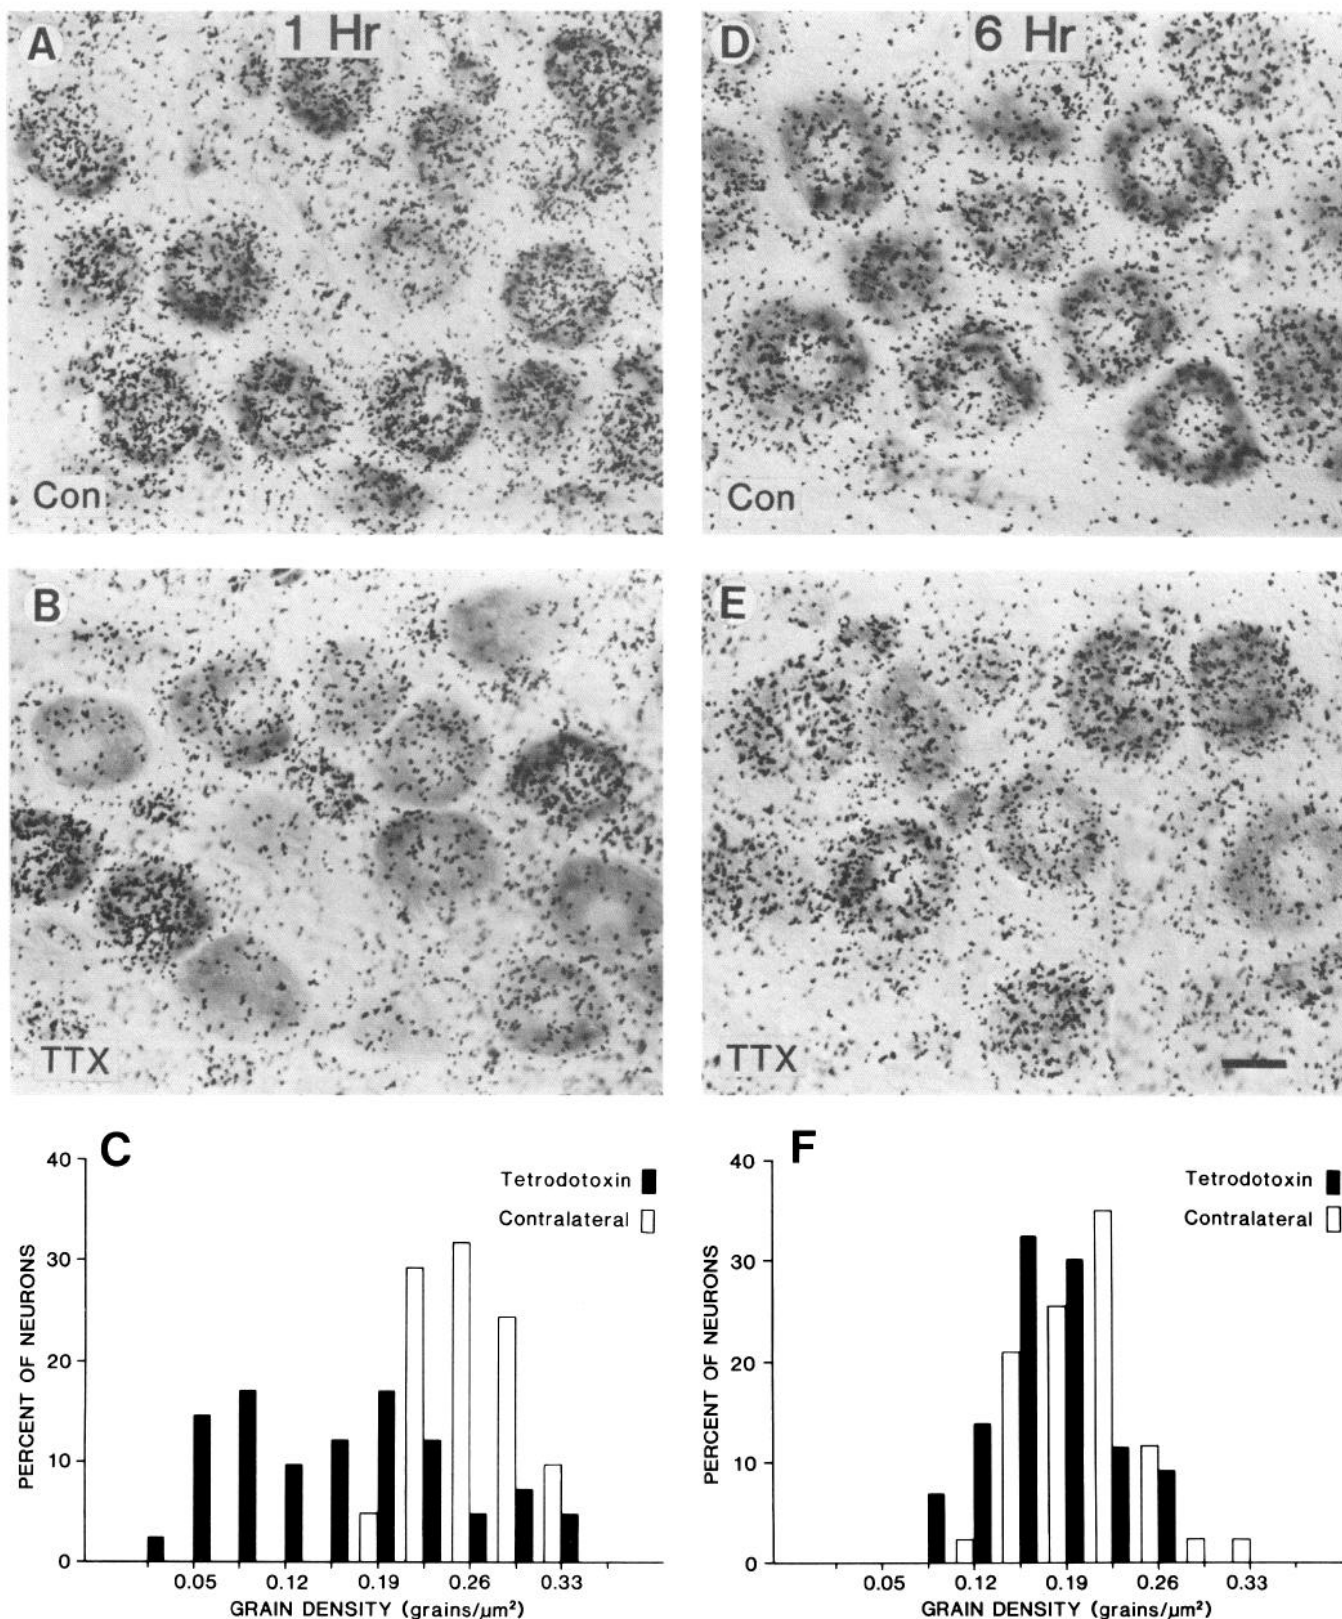 A
1 Hr
Con
D
6 Hr
Con
B
TTX
E
TTX
C
40
30
20
10
0
PERCENT OF NEURONS
Tetrodotoxin
Contralateral
0.05 0.12 0.19 0.26 0.33
GRAIN DENSITY (grains/µm²)
F
40
30
20
10
0
PERCENT OF NEURONS
Tetrodotoxin
Contralateral
0.05 0.12 0.19 0.26 0.33
GRAIN DENSITY (grains/µm²)